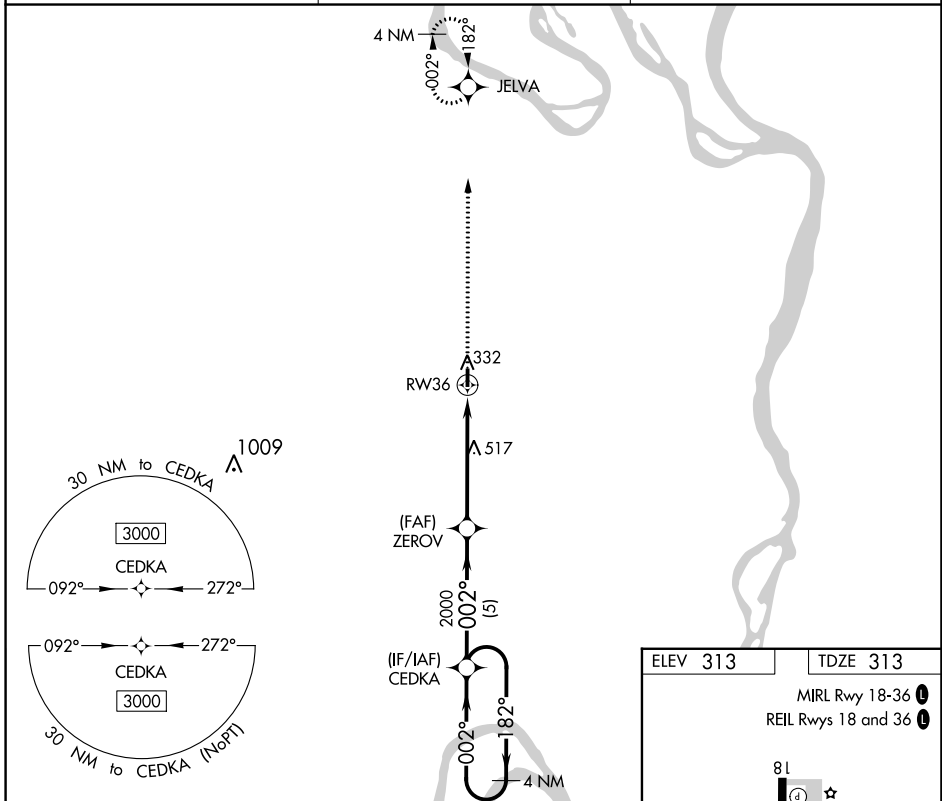 4 NM
182°
002°
JELVA
332
RW36
517
1009
30 NM to CEDKA
3000
CEDKA
092°
272°
(FAF)
ZEROV
2000
002°
(5)
092°
272°
CEDKA
3000
30 NM to CEDKA (NoPT)
(IF/IAF)
CEDKA
002°
182°
4 NM
ELEV 313
TDZE 313
MIRL Rwy 18-36 L
REIL Rwys 18 and 36 L
18
P